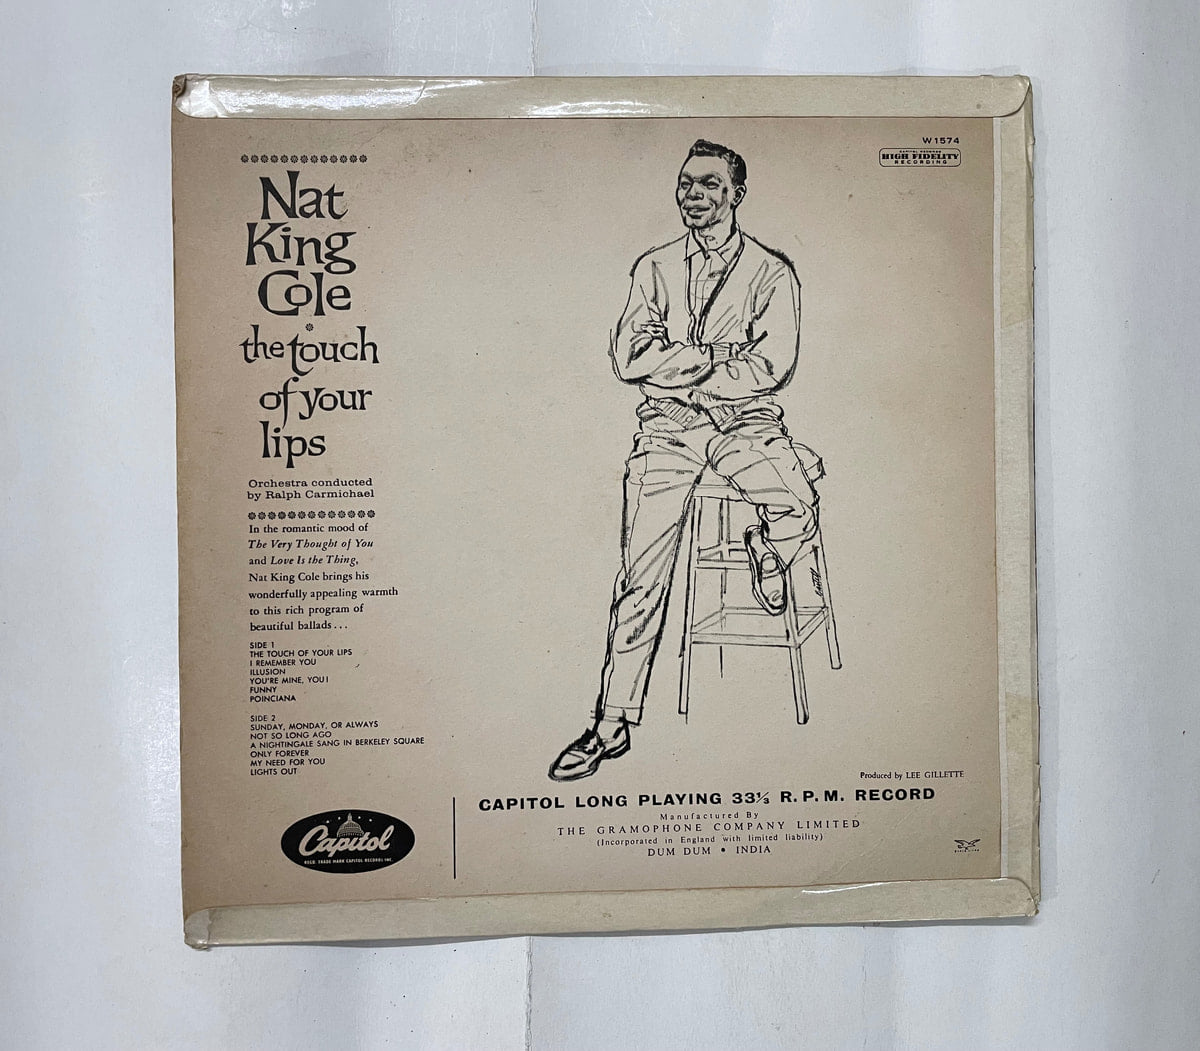 W 1574
CAPITOL RECORDS
HIGH FIDELITY
RECORDING
Nat
King
Cole
the touch
of your
lips
Orchestra conducted
by Ralph Carmichael
In the romantic mood of
The Very Thought of You
and Love Is the Thing,
Nat King Cole brings his
wonderfully appealing warmth
to this rich program of
beautiful ballads...
SIDE 1
THE TOUCH OF YOUR LIPS
I REMEMBER YOU
ILLUSION
YOU'RE MINE, YOU!
FUNNY
POINCIANA
SIDE 2
SUNDAY, MONDAY, OR ALWAYS
NOT SO LONG AGO
A NIGHTINGALE SANG IN BERKELEY SQUARE
ONLY FOREVER
MY NEED FOR YOU
LIGHTS OUT
Capitol
REGD. TRADE MARK CAPITOL RECORDS, INC.
Produced by LEE GILLETTE
CAPITOL LONG PLAYING 33⅓ R.P.M. RECORD
Manufactured By
THE GRAMOPHONE COMPANY LIMITED
(Incorporated in England with limited liability)
DUM DUM • INDIA